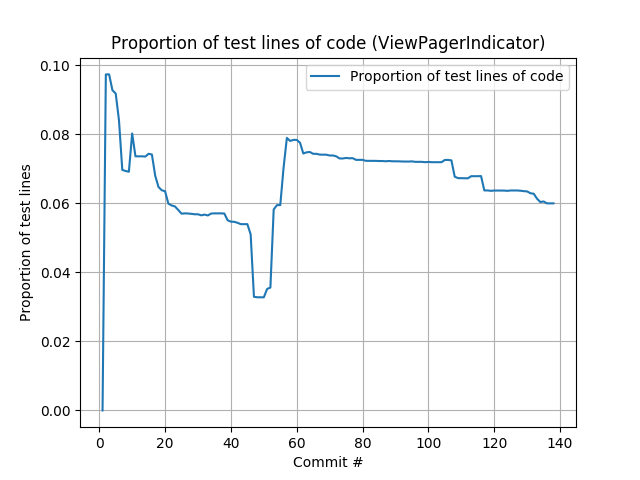 Proportion of test lines of code (ViewPagerIndicator)
Proportion of test lines of code
0.10
0.08
0.06
0.04
0.02
0.00
Proportion of test lines
0 20 40 60 80 100 120 140
Commit #